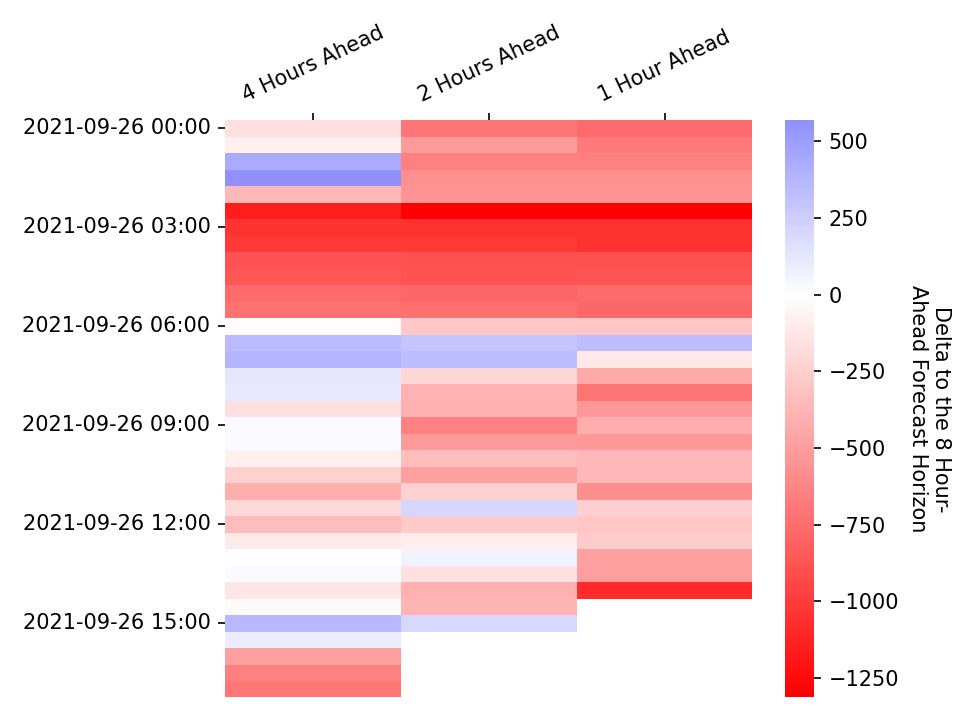 4 Hours Ahead
2 Hours Ahead
1 Hour Ahead
2021-09-26 00:00
2021-09-26 03:00
2021-09-26 06:00
2021-09-26 09:00
2021-09-26 12:00
2021-09-26 15:00
500
250
0
−250
−500
−750
−1000
−1250
Delta to the 8 Hour-
Ahead Forecast Horizon